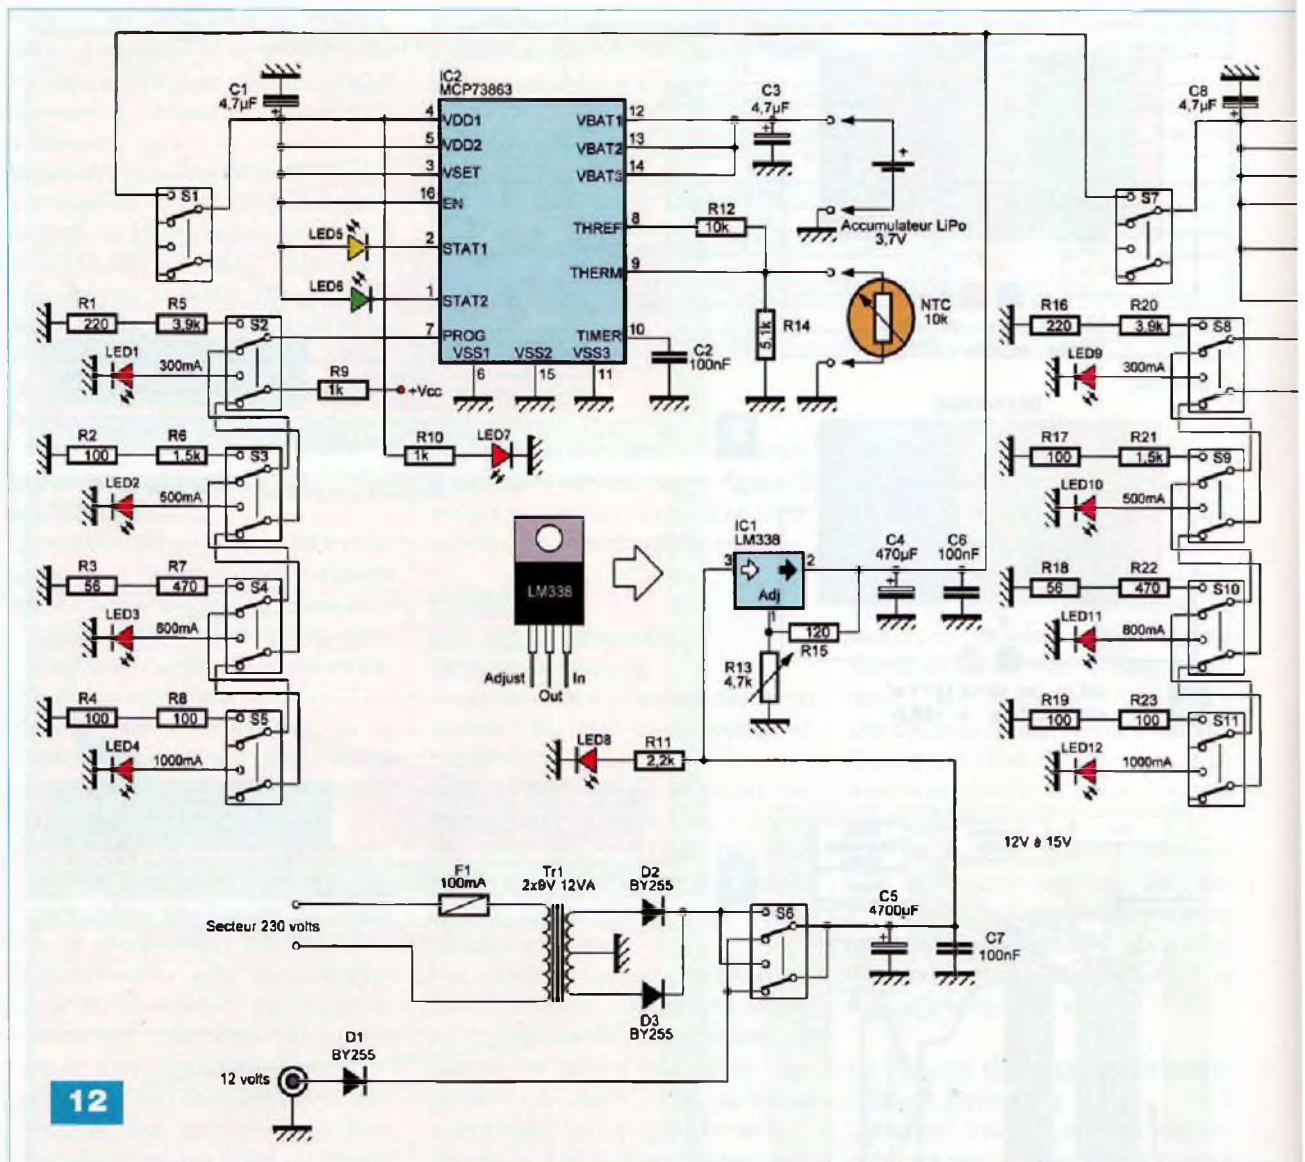 IC2
MCP73863
C1
4,7µF
4
VDD1
5
VDD2
3
VSET
16
EN
2
STAT1
1
STAT2
7
PROG
VBAT1
12
VBAT2
13
VBAT3
14
THREF
8
THERM
9
TIMER
10
VSS1
VSS2
VSS3
6
15
11
C3
4,7µF
C8
4,7µF
+
+
+
+
S1
S7
LED5
LED6
R12
10k
Accumulateur LiPo
3,7V
NTC
10k
R14
5,1k
C2
100nF
R1
220
R5
3,9k
S2
LED1
300mA
R9
1k
+Vcc
R2
100
R6
1,5k
S3
LED2
500mA
R10
1k
LED7
R3
56
R7
470
S4
LED3
800mA
R4
100
R8
100
S5
LED4
1000mA
R16
220
R20
3,9k
S8
LED9
300mA
R17
100
R21
1,5k
S9
LED10
500mA
R18
56
R22
470
S10
LED11
800mA
R19
100
R23
100
S11
LED12
1000mA
LM338
Adjust
Out
In
IC1
LM338
3
2
Adj
1
C4
470µF
+
C6
100nF
120
R15
R13
4,7k
LED8
R11
2,2k
12V à 15V
F1
100mA
Tr1
2x9V 12VA
D2
BY255
Secteur 230 volts
S6
C5
4700µF
+
C7
100nF
D3
BY255
D1
BY255
12 volts
12